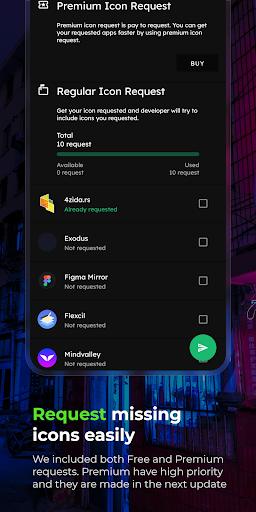 Premium Icon Request
Premium icon request is pay to request. You can get
your requested apps faster by using premium icon
request.
BUY
Regular Icon Request
Get your icon requested and developer will try to
include icons you requested.
Total
10 request
Available
Used
0 request
10 request
4zida.rs
Already requested
Exodus
Not requested
Figma Mirror
Not requested
Flexcil
Not requested
Mindvalley
Not requested
Request missing
icons easily
We included both Free and Premium
requests. Premium have high priority
and they are made in the next update